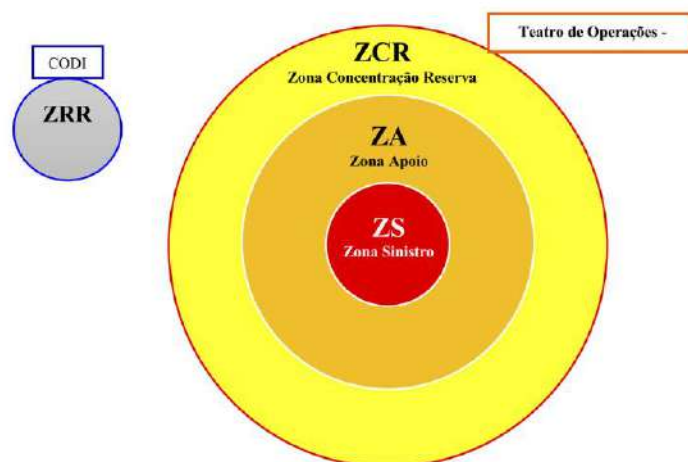 Teatro de Operações -
CODI
ZRR
ZCR
Zona Concentração Reserva
ZA
Zona Apoio
ZS
Zona Sinistro